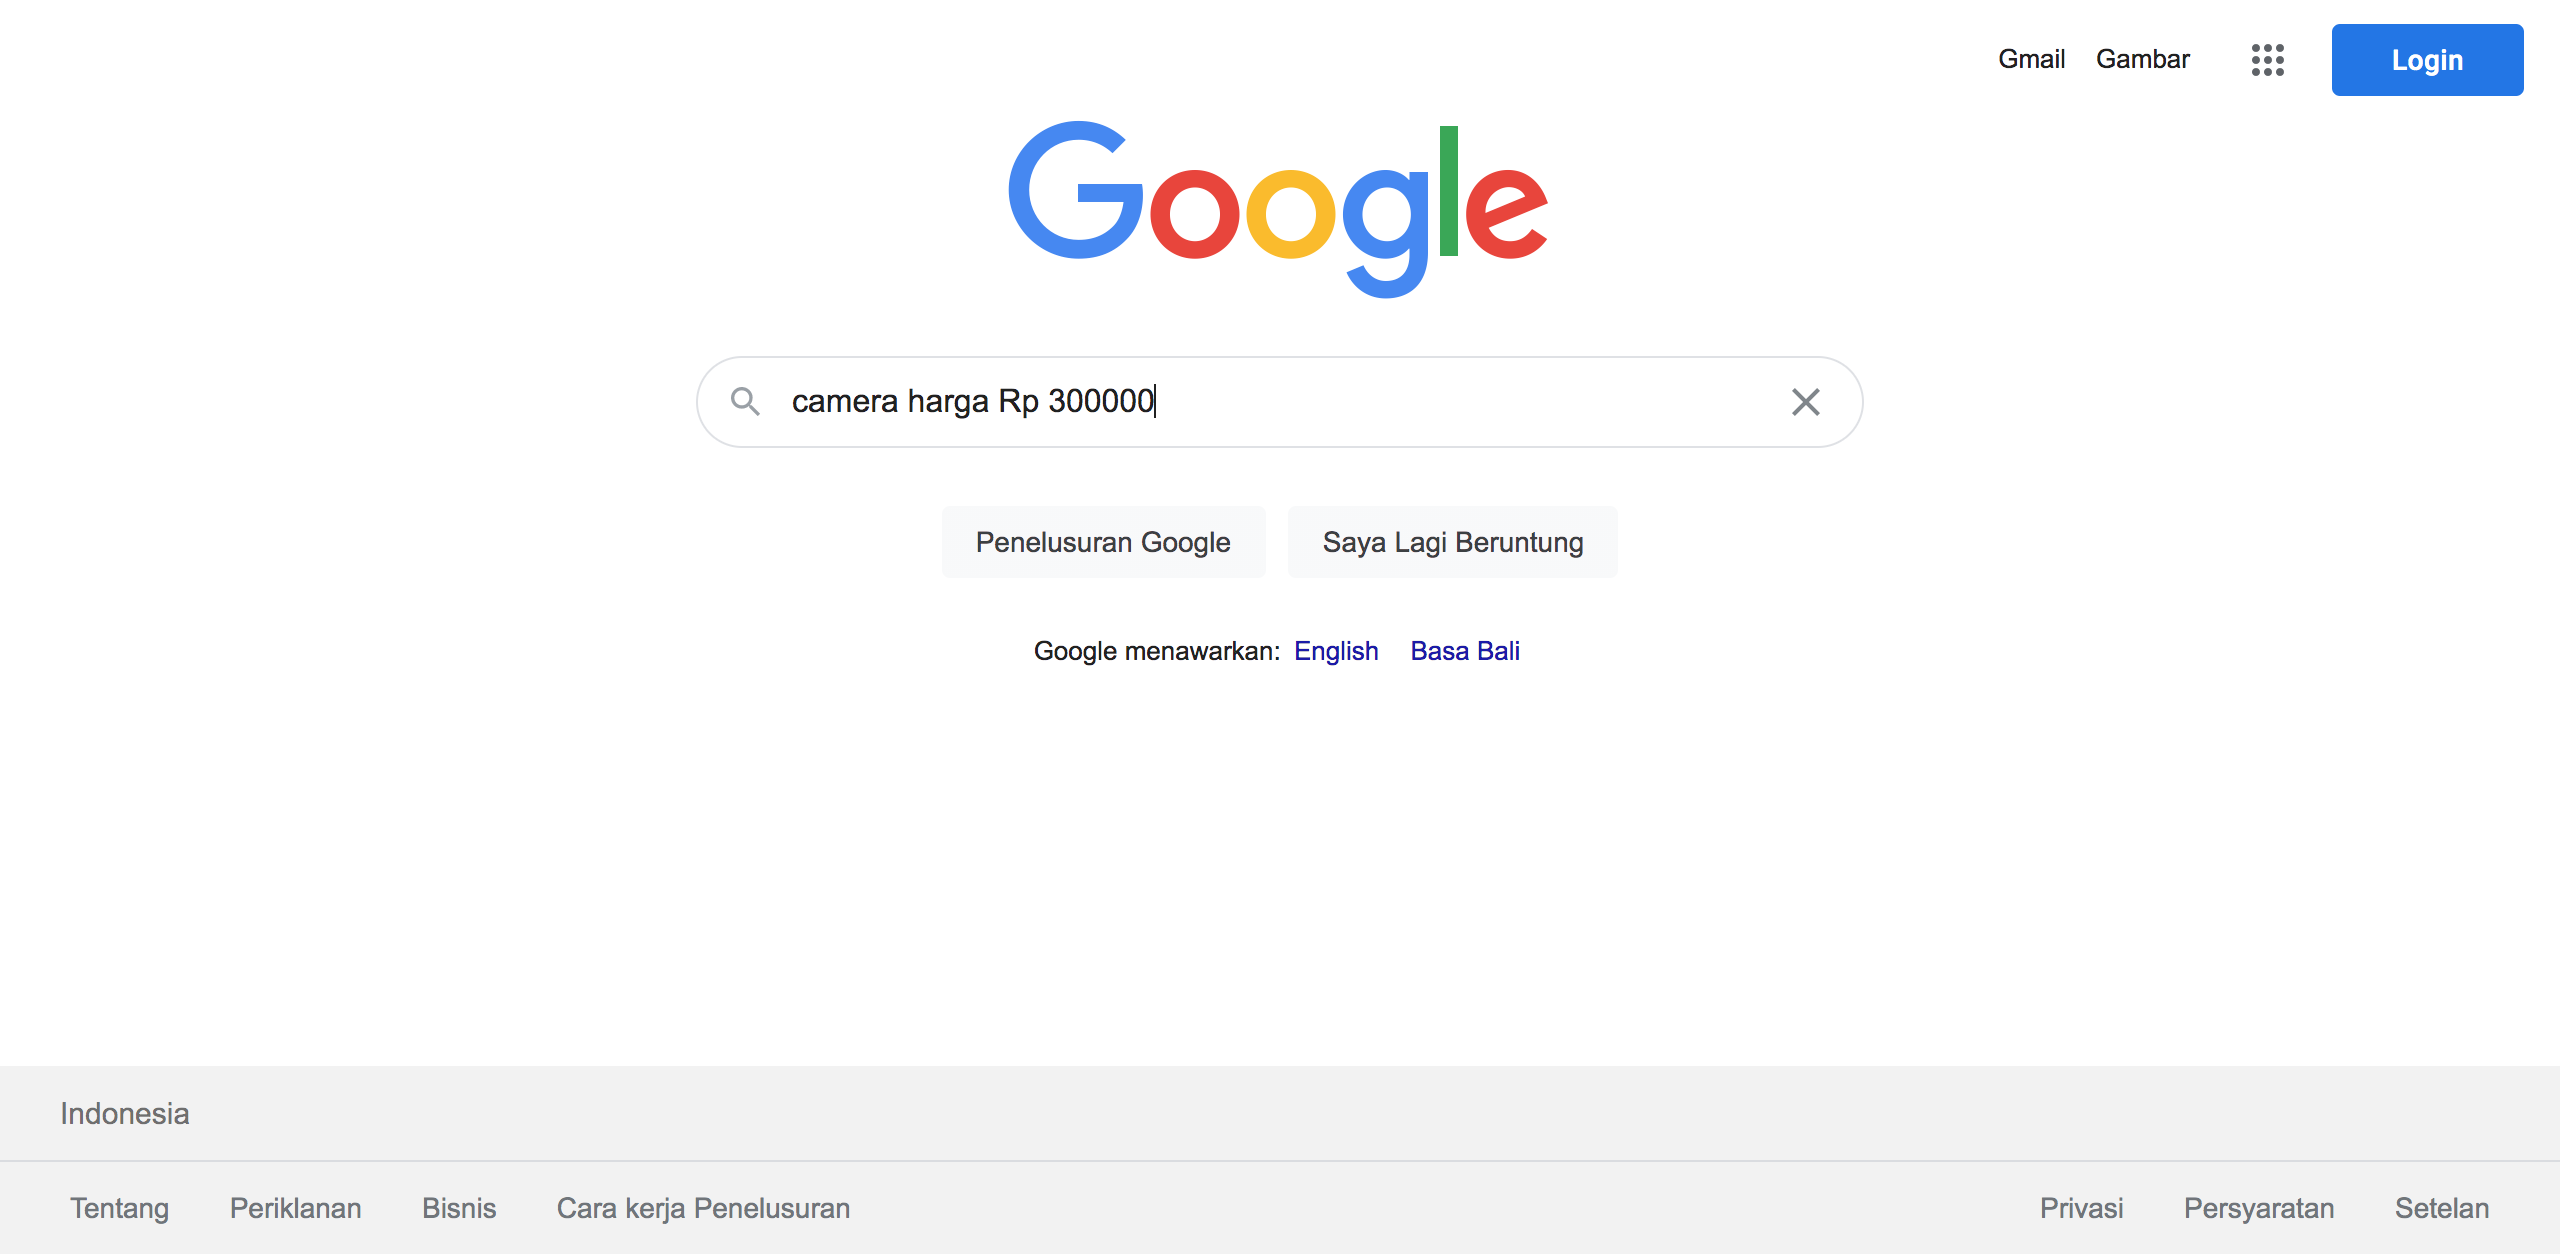 Gmail Gambar Login
Google
camera harga Rp 300000
Penelusuran Google Saya Lagi Beruntung
Google menawarkan: English Basa Bali
Indonesia
Tentang Periklanan Bisnis Cara kerja Penelusuran Privasi Persyaratan Setelan